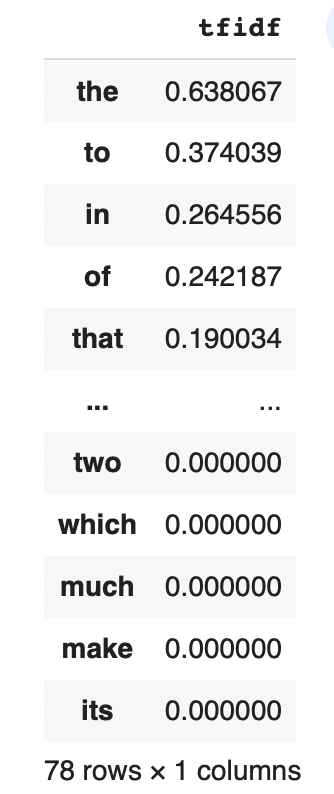 tfidf
the 0.638067
to 0.374039
in 0.264556
of 0.242187
that 0.190034
... ...
two 0.000000
which 0.000000
much 0.000000
make 0.000000
its 0.000000
78 rows × 1 columns